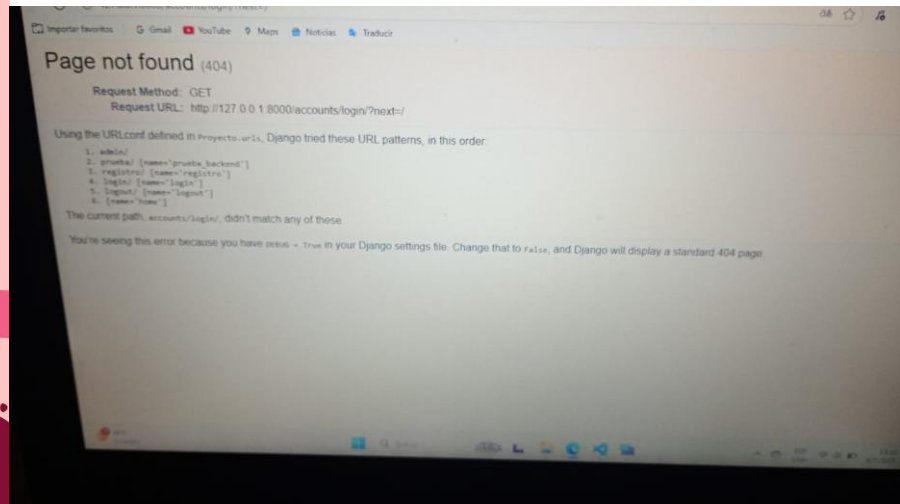 Importar favoritos Gmail YouTube Maps Noticias Traducir
Page not found (404)
Request Method: GET
Request URL: http://127.0.0.1:8000/accounts/login/?next=/
Using the URLconf defined in Proyecto.urls, Django tried these URL patterns, in this order:
1. admin/
2. prueba/ [name='prueba_backend']
3. registro/ [name='registro']
4. login/ [name='login']
5. logout/ [name='logout']
6. [name='home']
The current path, accounts/login/, didn't match any of these.
You're seeing this error because you have DEBUG = True in your Django settings file. Change that to False, and Django will display a standard 404 page.